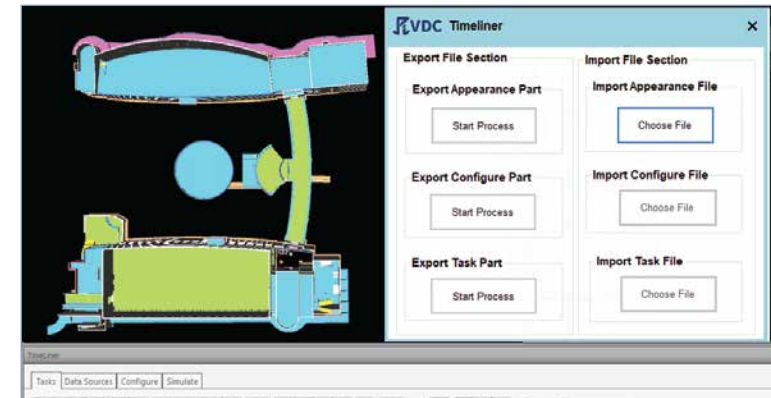 VDC Timeliner
Export File Section
Import File Section
Export Appearance Part
Start Process
Import Appearance File
Choose File
Export Configure Part
Start Process
Import Configure File
Choose File
Export Task Part
Start Process
Import Task File
Choose File
TimeLiner
Tasks Data Sources Configure Simulate